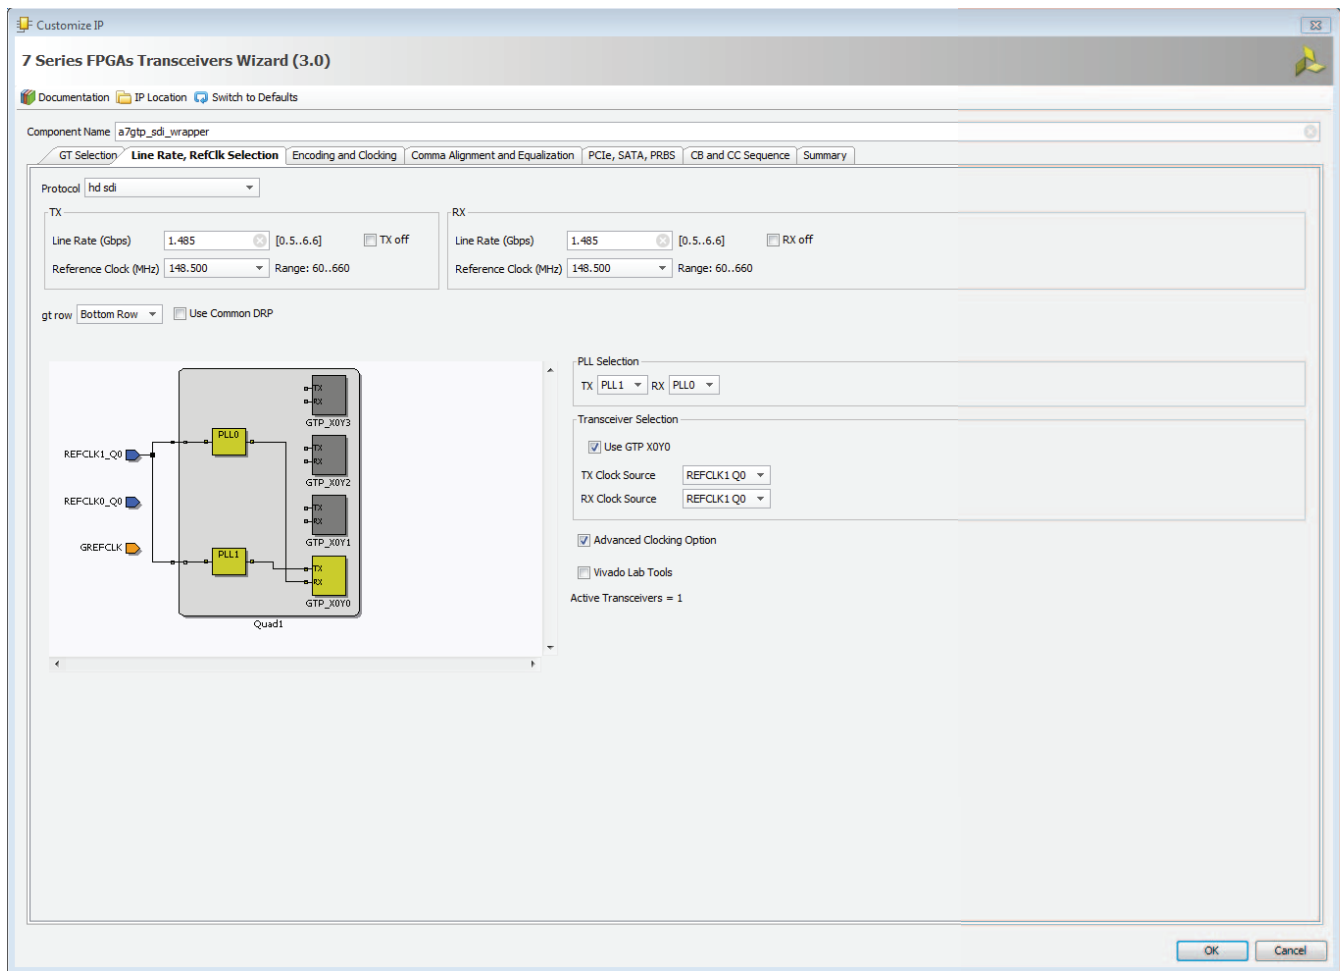 Customize IP
7 Series FPGAs Transceivers Wizard (3.0)
Documentation IP Location Switch to Defaults
Component Name a7gtp_sdi_wrapper
GT Selection Line Rate, RefClk Selection Encoding and Clocking Comma Alignment and Equalization PCIe, SATA, PRBS CB and CC Sequence Summary
Protocol hd sdi
TX
Line Rate (Gbps) 1.485 [0.5..6.6] TX off
Reference Clock (MHz) 148.500 Range: 60..660
RX
Line Rate (Gbps) 1.485 [0.5..6.6] RX off
Reference Clock (MHz) 148.500 Range: 60..660
gt row Bottom Row Use Common DRP
TX
RX
GTP_X0Y3
PLL0
REFCLK1_Q0
TX
RX
GTP_X0Y2
REFCLK0_Q0
TX
RX
GTP_X0Y1
GREFCLK
PLL1
TX
RX
GTP_X0Y0
Quad1
PLL Selection
TX PLL1 RX PLL0
Transceiver Selection
Use GTP X0Y0
TX Clock Source REFCLK1 Q0
RX Clock Source REFCLK1 Q0
Advanced Clocking Option
Vivado Lab Tools
Active Transceivers = 1
OK Cancel